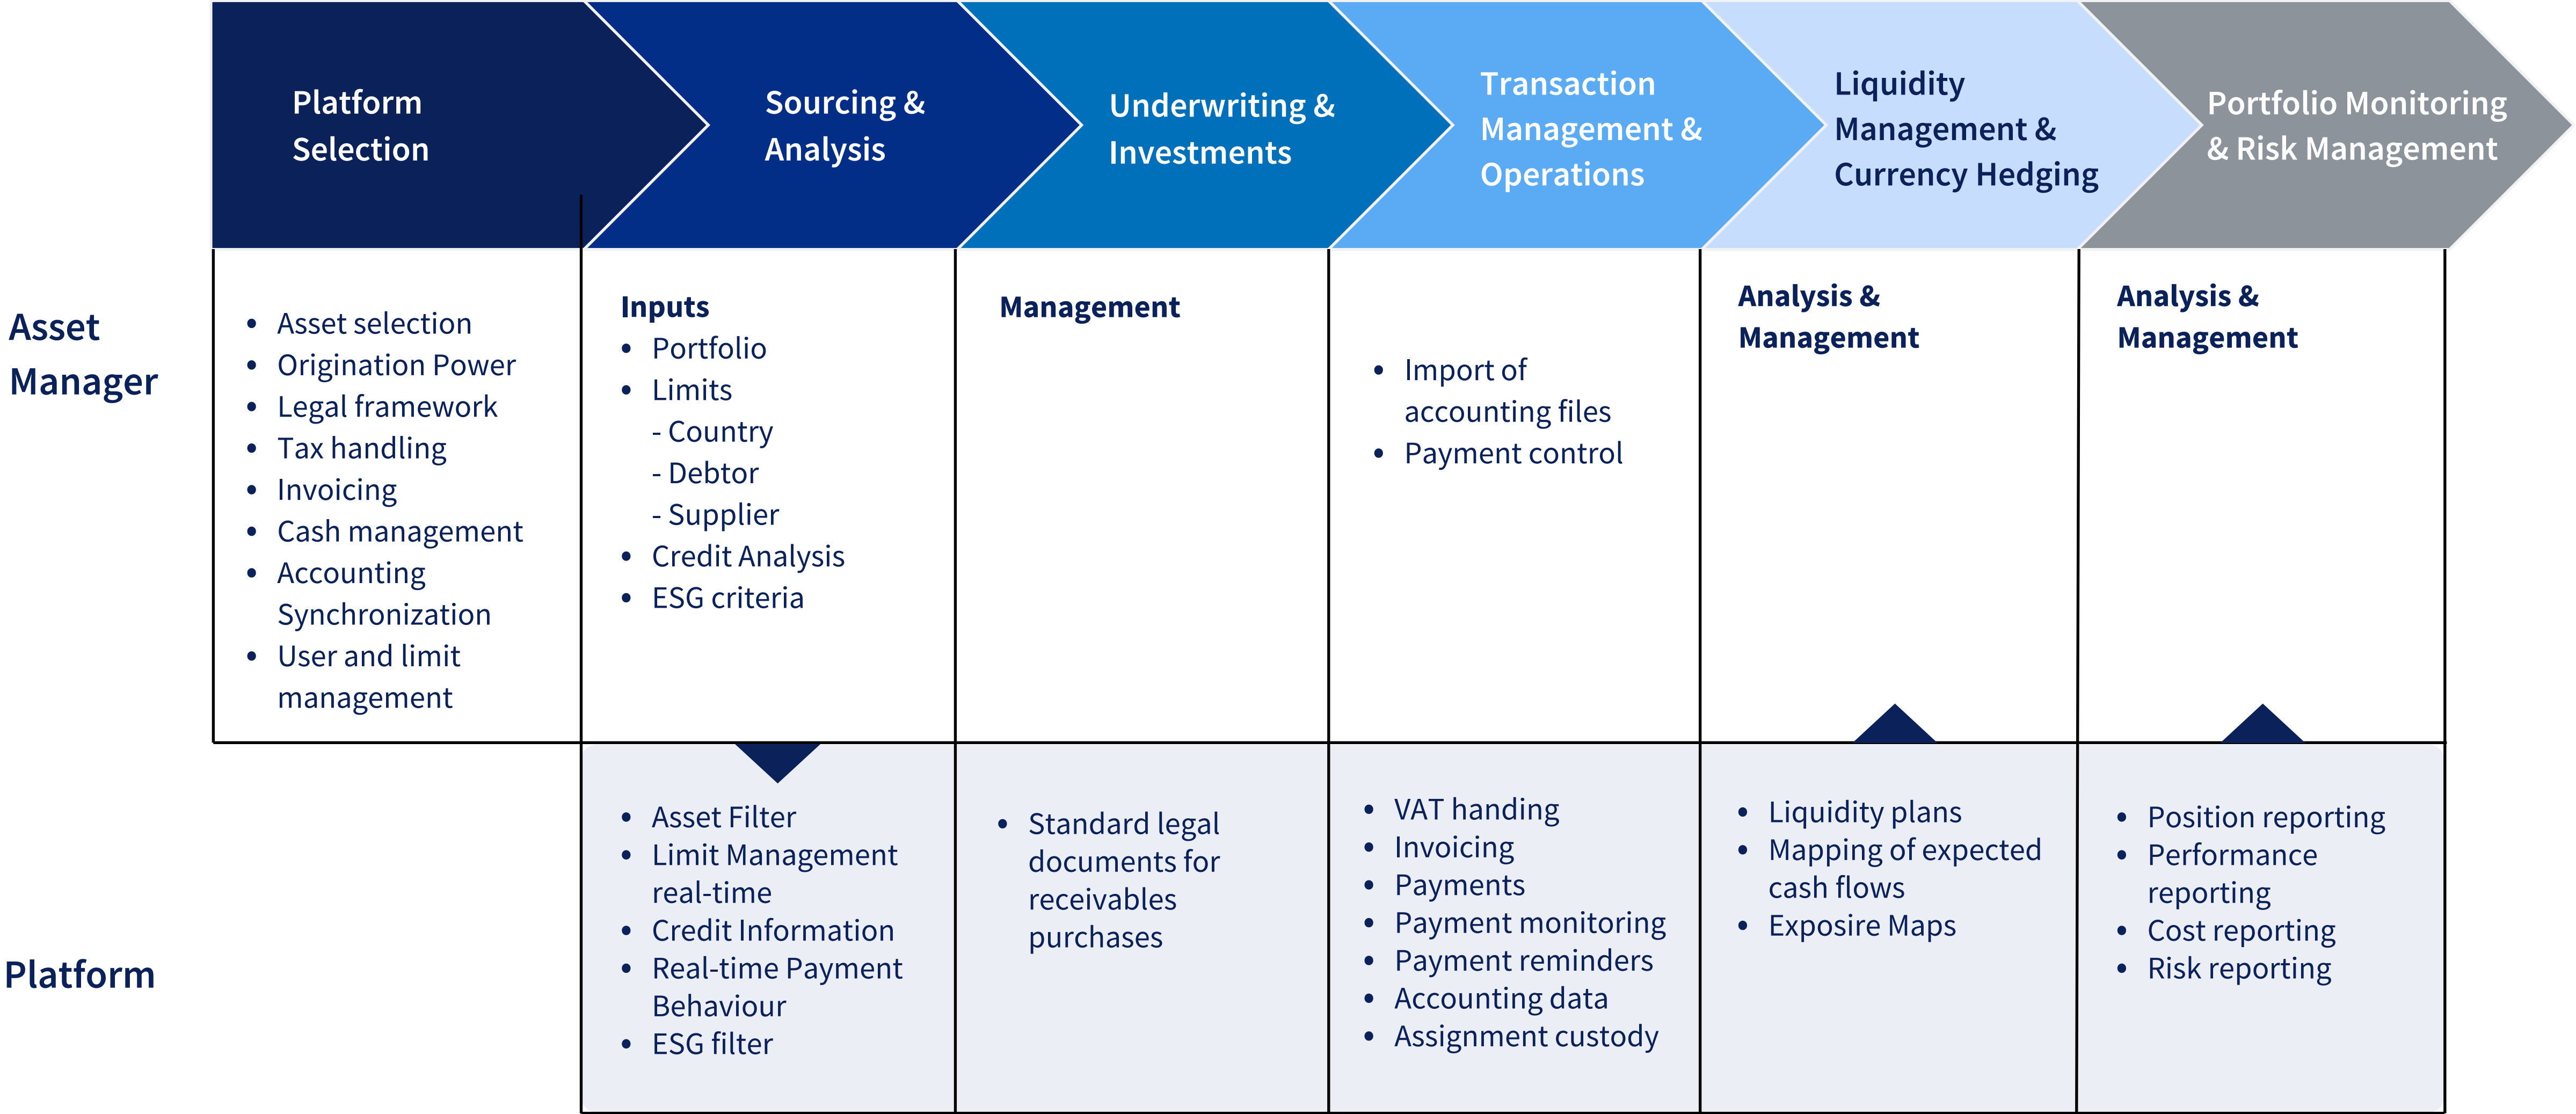 Platform
Selection
Sourcing &
Analysis
Underwriting &
Investments
Transaction
Management &
Operations
Liquidity
Management &
Currency Hedging
Portfolio Monitoring
& Risk Management
Asset
Manager
• Asset selection
• Origination Power
• Legal framework
• Tax handling
• Invoicing
• Cash management
• Accounting
Synchronization
• User and limit
management
Inputs
• Portfolio
• Limits
- Country
- Debtor
- Supplier
• Credit Analysis
• ESG criteria
Management
• Import of
accounting files
• Payment control
Analysis &
Management
Analysis &
Management
Platform
• Asset Filter
• Limit Management
real-time
• Credit Information
• Real-time Payment
Behaviour
• ESG filter
• Standard legal
documents for
receivables
purchases
• VAT handing
• Invoicing
• Payments
• Payment monitoring
• Payment reminders
• Accounting data
• Assignment custody
• Liquidity plans
• Mapping of expected
cash flows
• Exposire Maps
• Position reporting
• Performance
reporting
• Cost reporting
• Risk reporting